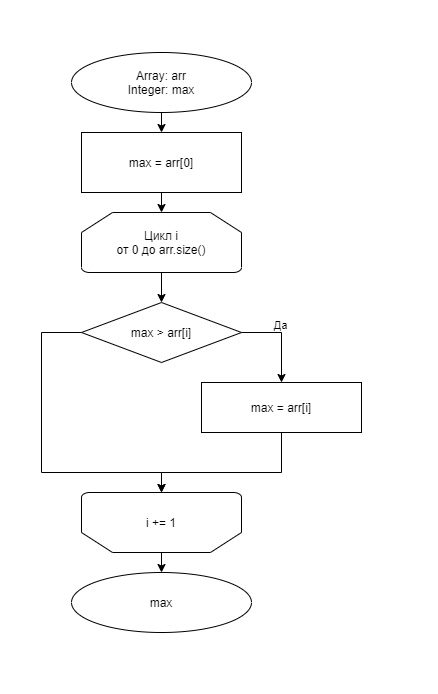 Array: arr
Integer: max
max = arr[0]
Цикл i
от 0 до arr.size()
max > arr[i]
Да
max = arr[i]
i += 1
max